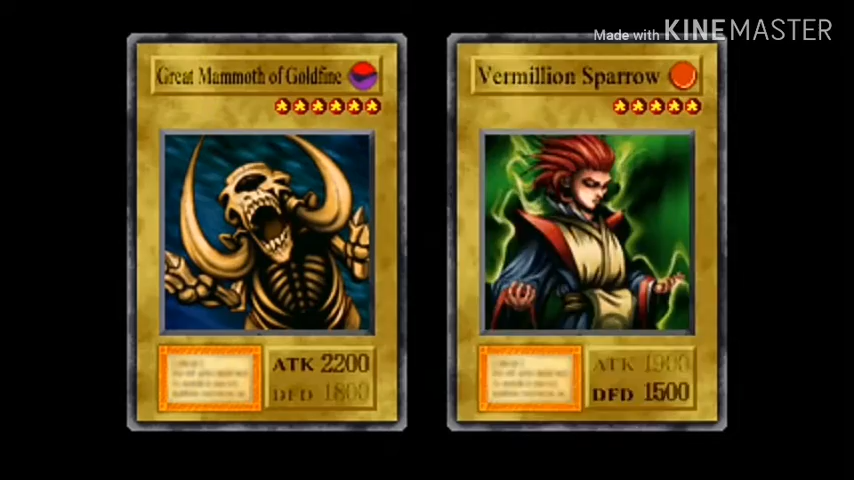 Made with KINEMASTER
Great Mammoth of Goldfine
Vermillion Sparrow
ATK 2200
DFD 1800
ATK 1900
DFD 1500